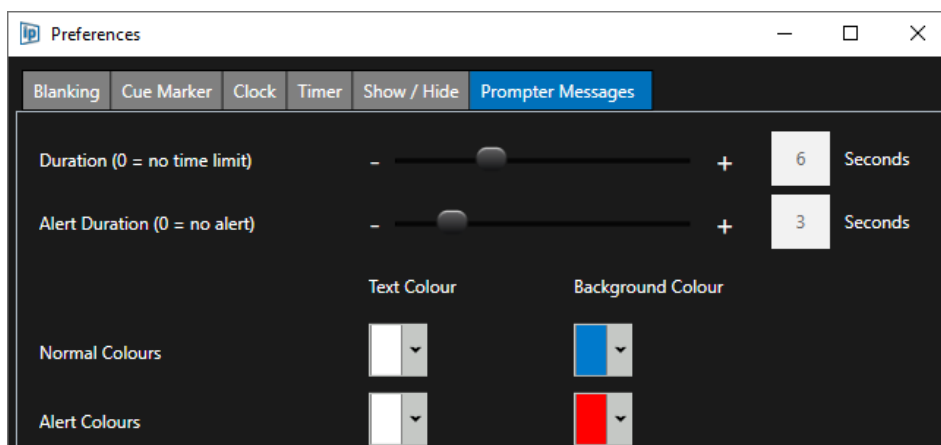 ip Preferences
Blanking Cue Marker Clock Timer Show / Hide Prompter Messages
Duration (0 = no time limit) - + 6 Seconds
Alert Duration (0 = no alert) - + 3 Seconds
Text Colour Background Colour
Normal Colours
Alert Colours